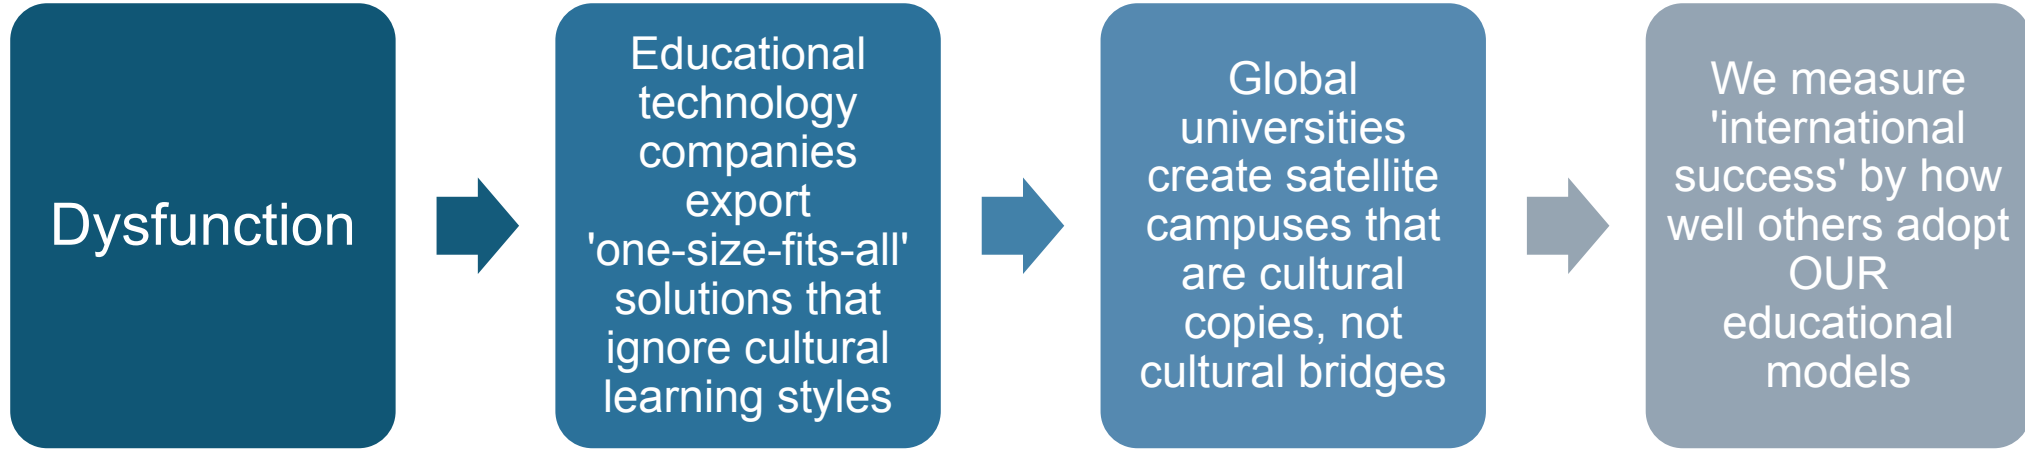 Dysfunction
Educational
technology
companies
export
'one-size-fits-all'
solutions that
ignore cultural
learning styles
Global
universities
create satellite
campuses that
are cultural
copies, not
cultural bridges
We measure
'international
success' by how
well others adopt
OUR
educational
models